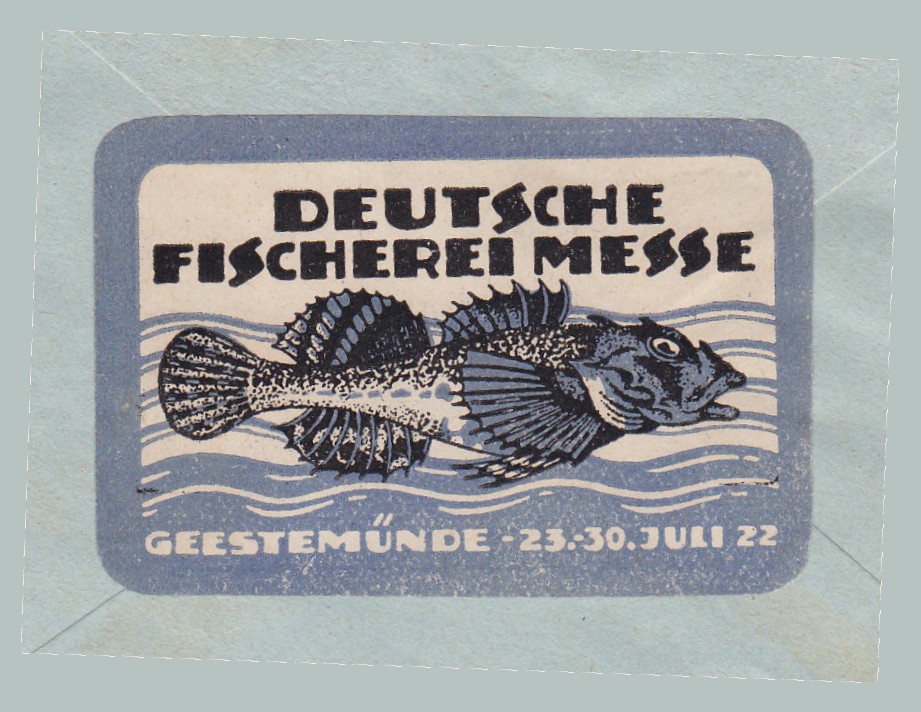 DEUTSCHE
FISCHEREI MESSE
GEESTEMÜNDE - 23.-30. JULI 22